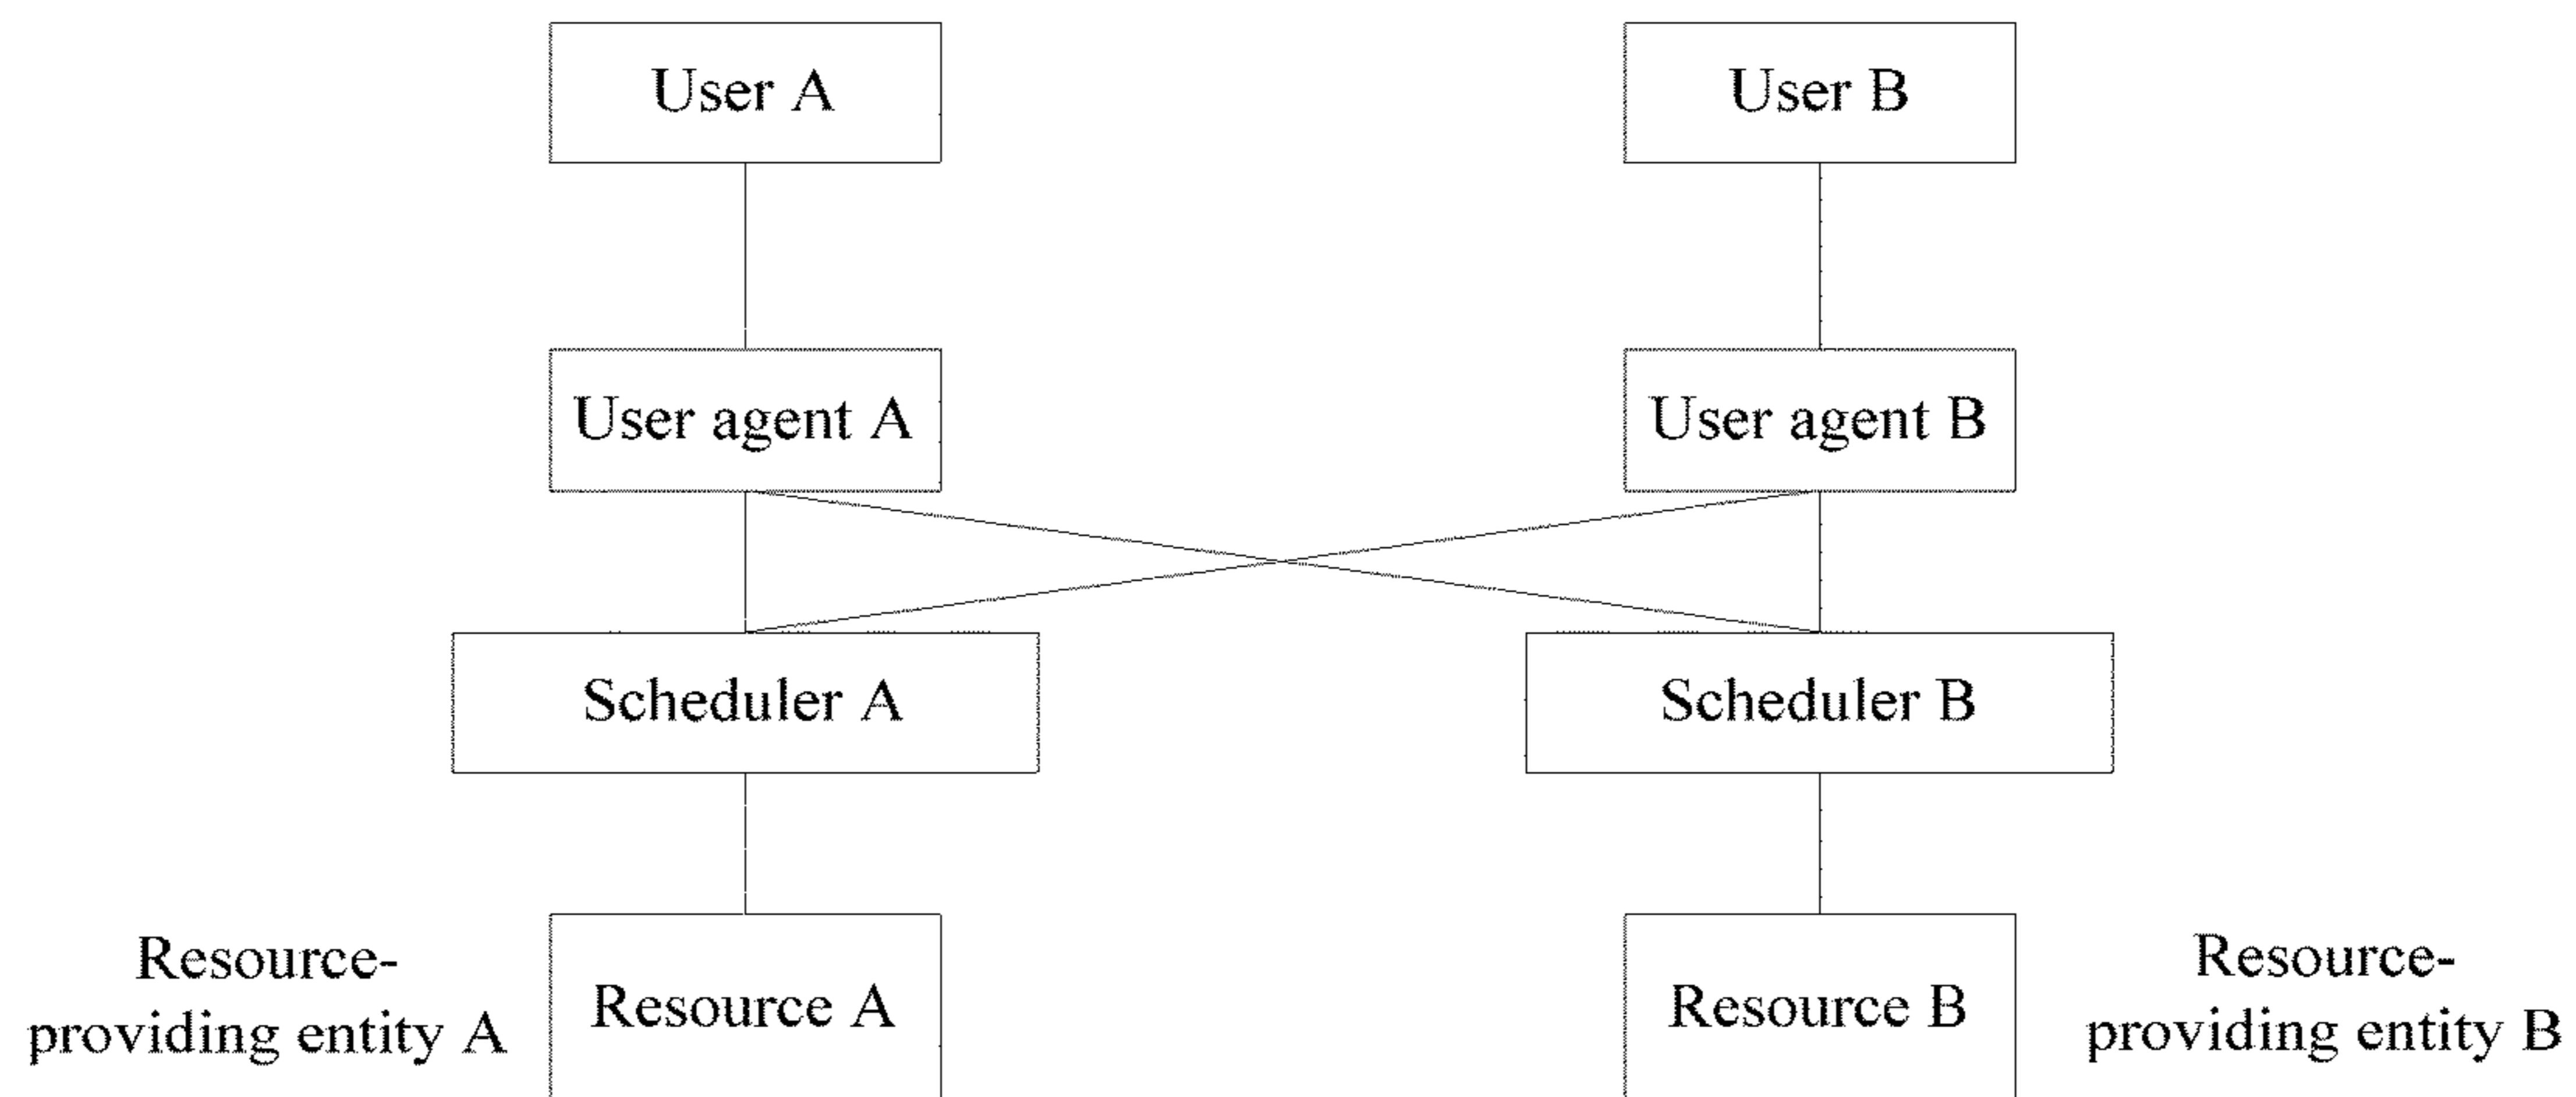 User A
User B
User agent A
User agent B
Scheduler A
Scheduler B
Resource-
providing entity A
Resource A
Resource B
Resource-
providing entity B